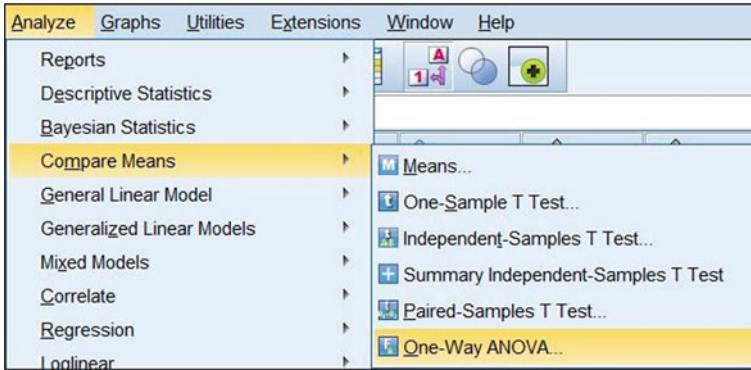 Analyze Graphs Utilities Extensions Window Help
Reports
Descriptive Statistics
Bayesian Statistics
Compare Means
General Linear Model
Generalized Linear Models
Mixed Models
Correlate
Regression
Loglinear
A
1
M Means...
t One-Sample T Test...
Independent-Samples T Test...
Summary Independent-Samples T Test
Paired-Samples T Test...
One-Way ANOVA...